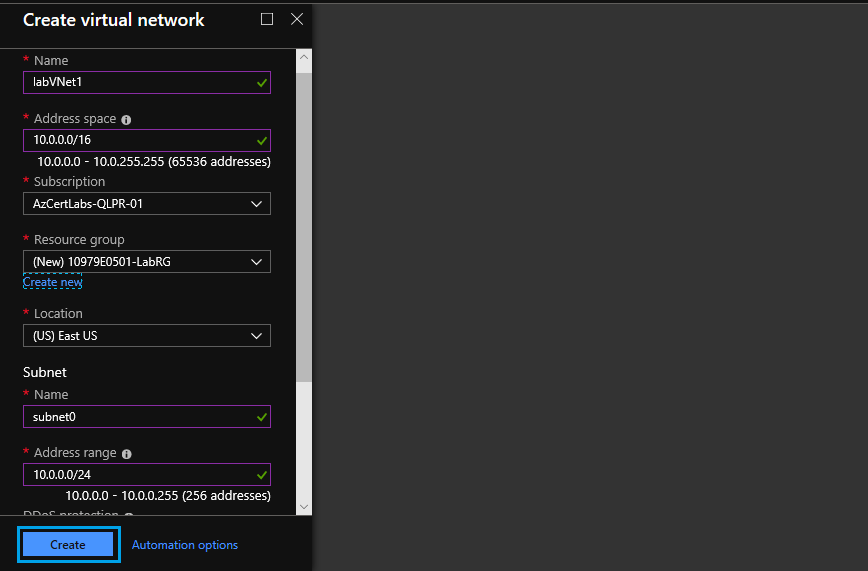 Create virtual network
* Name
labVNet1
* Address space
10.0.0.0/16
10.0.0.0 - 10.0.255.255 (65536 addresses)
* Subscription
AzCertLabs-QLPR-01
* Resource group
(New) 10979E0501-LabRG
Create new
* Location
(US) East US
Subnet
* Name
subnet0
* Address range
10.0.0.0/24
10.0.0.0 - 10.0.0.255 (256 addresses)
DDoS protection
Create Automation options